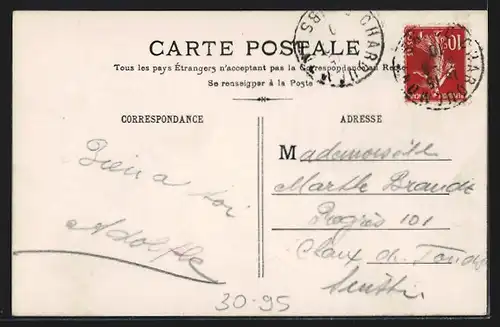 CARTE POSTALE
Tous les pays Étrangers n'acceptant pas la Correspondance au Recto
Se renseigner à la Poste
CORRESPONDANCE
ADRESSE
Mademoiselle
Marthe Brandt
Progrès 101
Chaux de Fonds
Bien a toi
Adolphe
30-95
10